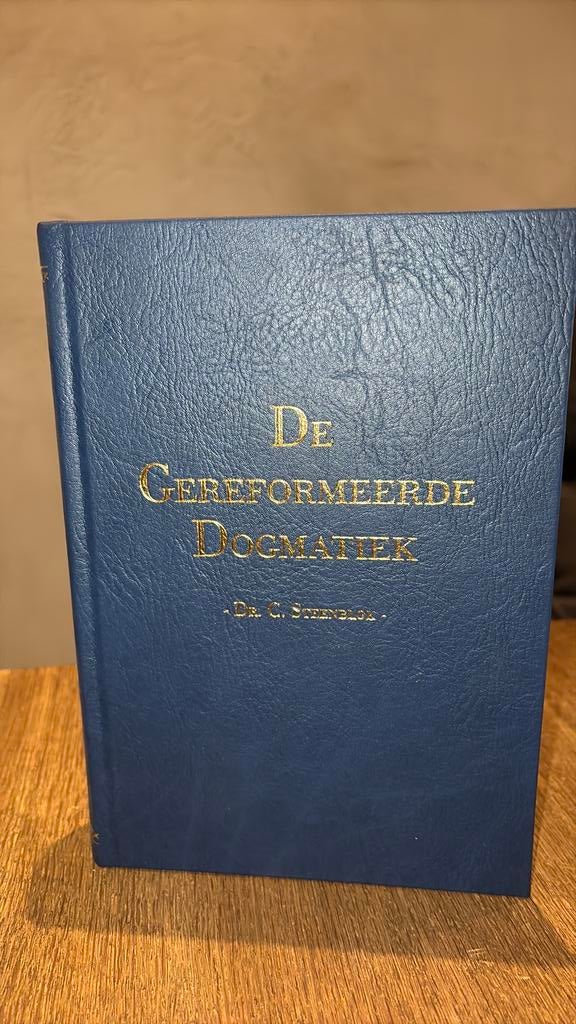 De
Gereformeerde
Dogmatiek
- Dr. C. Steenblok -